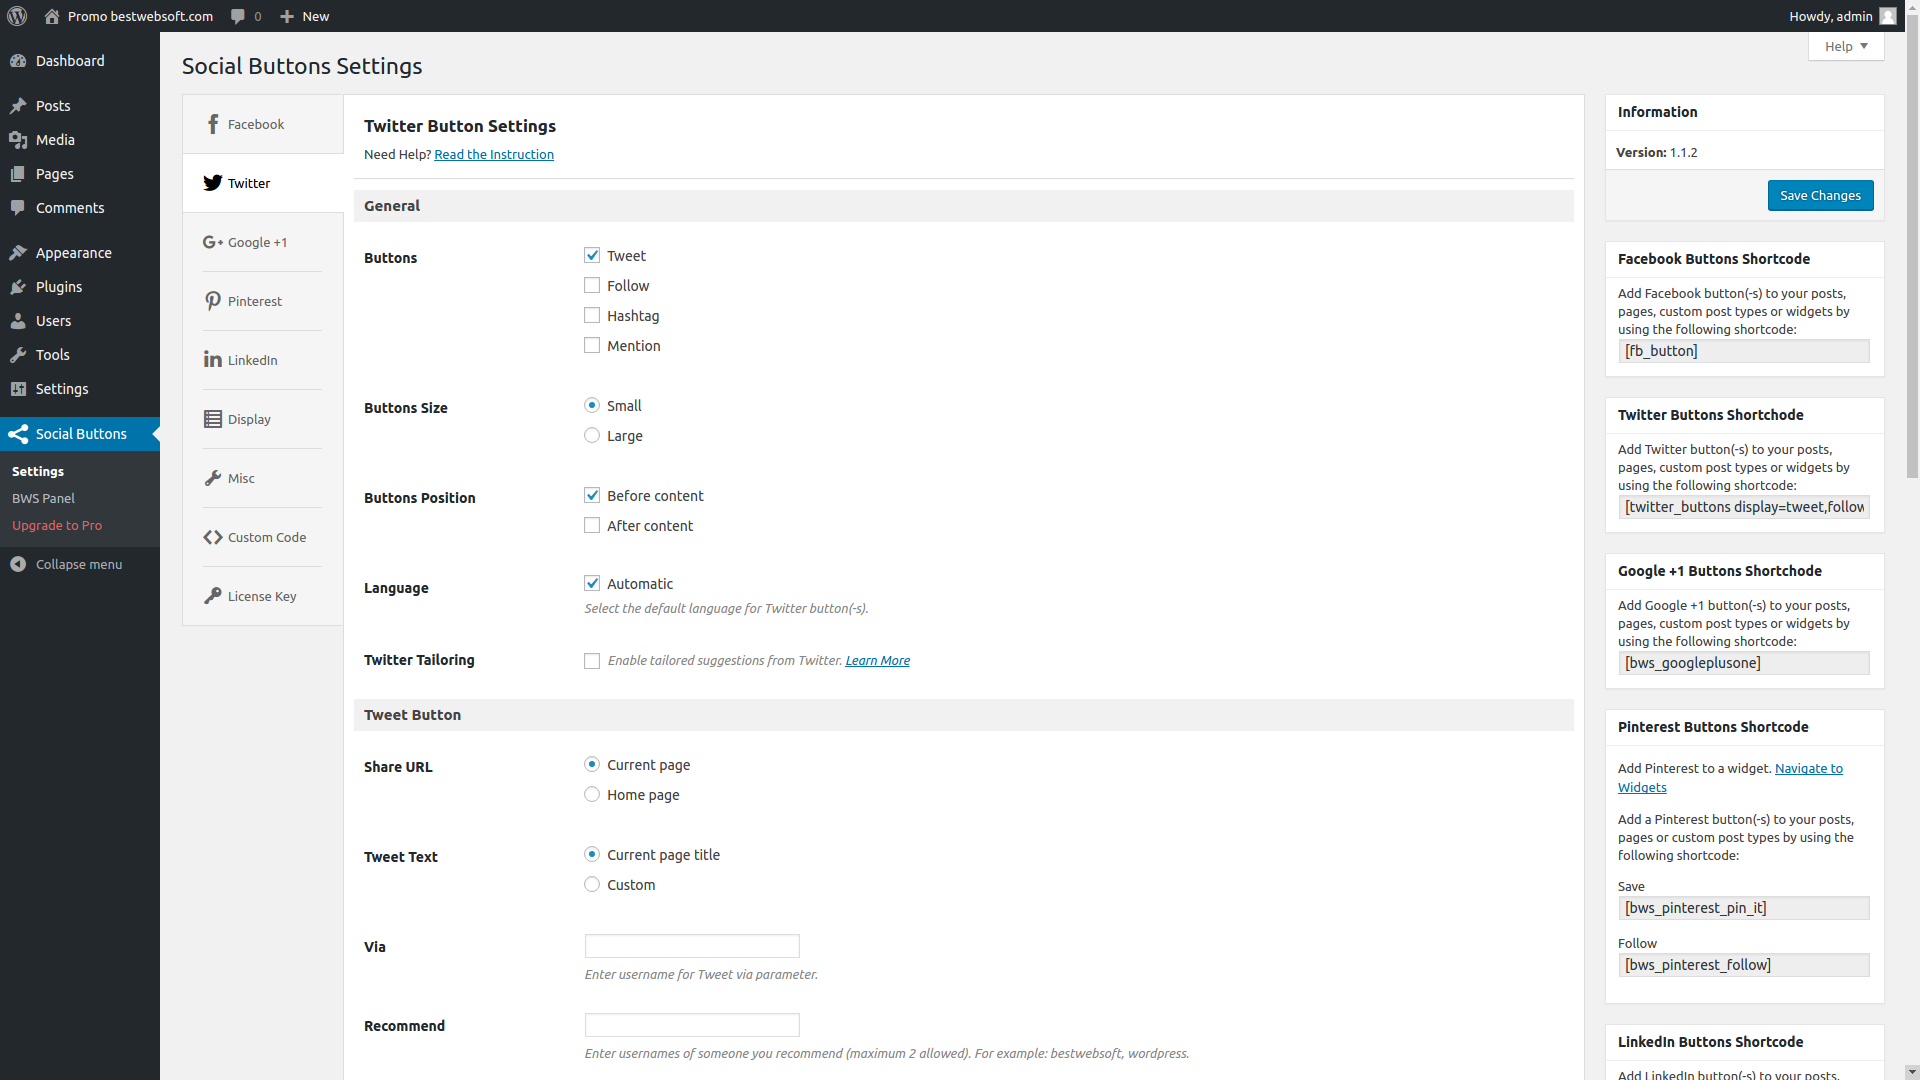 Promo bestwebsoft.com
0
New
Howdy, admin
Help
Dashboard
Posts
Media
Pages
Comments
Appearance
Plugins
Users
Tools
Settings
Social Buttons
Settings
BWS Panel
Upgrade to Pro
Collapse menu
Social Buttons Settings
Facebook
Twitter
Google +1
Pinterest
LinkedIn
Display
Misc
Custom Code
License Key
Twitter Button Settings
Need Help? Read the Instruction
General
Buttons
Tweet
Follow
Hashtag
Mention
Buttons Size
Small
Large
Buttons Position
Before content
After content
Language
Automatic
Select the default language for Twitter button(-s).
Twitter Tailoring
Enable tailored suggestions from Twitter. Learn More
Tweet Button
Share URL
Current page
Home page
Tweet Text
Current page title
Custom
Via
Enter username for Tweet via parameter.
Recommend
Enter usernames of someone you recommend (maximum 2 allowed). For example: bestwebsoft, wordpress.
Information
Version: 1.1.2
Save Changes
Facebook Buttons Shortcode
Add Facebook button(-s) to your posts,
pages, custom post types or widgets by
using the following shortcode:
[fb_button]
Twitter Buttons Shortchode
Add Twitter button(-s) to your posts,
pages, custom post types or widgets by
using the following shortcode:
[twitter_buttons display=tweet,follow
Google +1 Buttons Shortchode
Add Google +1 button(-s) to your posts,
pages, custom post types or widgets by
using the following shortcode:
[bws_googleplusone]
Pinterest Buttons Shortcode
Add Pinterest to a widget. Navigate to
Widgets
Add a Pinterest button(-s) to your posts,
pages or custom post types by using the
following shortcode:
Save
[bws_pinterest_pin_it]
Follow
[bws_pinterest_follow]
LinkedIn Buttons Shortcode
Add LinkedIn button(-s) to your posts,